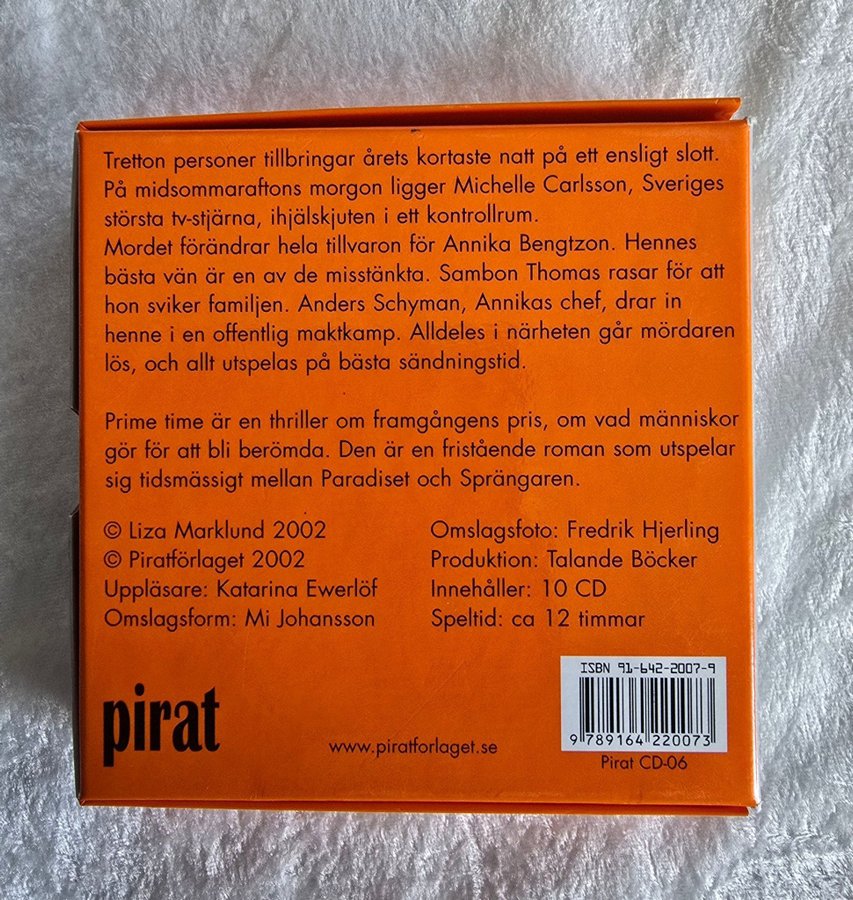 Tretton personer tillbringar årets kortaste natt på ett ensligt slott.
På midsommaraftons morgon ligger Michelle Carlsson, Sveriges
största tv-stjärna, ihjälskjuten i ett kontrollrum.
Mordet förändrar hela tillvaron för Annika Bengtzon. Hennes
bästa vän är en av de misstänkta. Sambon Thomas rasar för att
hon sviker familjen. Anders Schyman, Annikas chef, drar in
henne i en offentlig maktkamp. Alldeles i närheten går mördaren
lös, och allt utspelas på bästa sändningstid.
Prime time är en thriller om framgångens pris, om vad människor
gör för att bli berömda. Den är en fristående roman som utspelar
sig tidsmässigt mellan Paradiset och Sprängaren.
© Liza Marklund 2002
© Piratförlaget 2002
Uppläsare: Katarina Ewerlöf
Omslagsform: Mi Johansson
Omslagsfoto: Fredrik Hjerling
Produktion: Talande Böcker
Innehåller: 10 CD
Speltid: ca 12 timmar
pirat
www.piratforlaget.se
ISBN 91-642-2007-9
9 789164 220073
Pirat CD-06